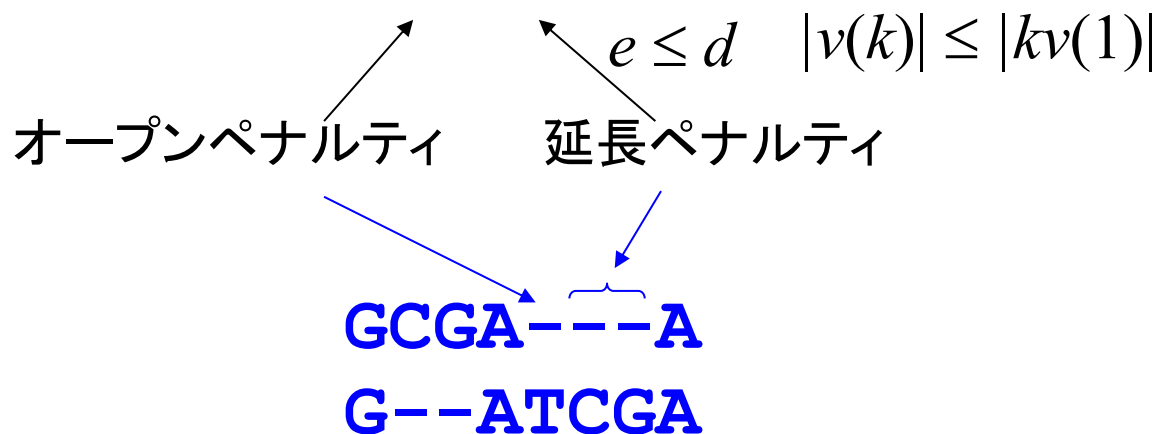 e ≤ d |v(k)| ≤ |kv(1)|
オープンペナルティ 延長ペナルティ
GCGA---A
G--ATCGA